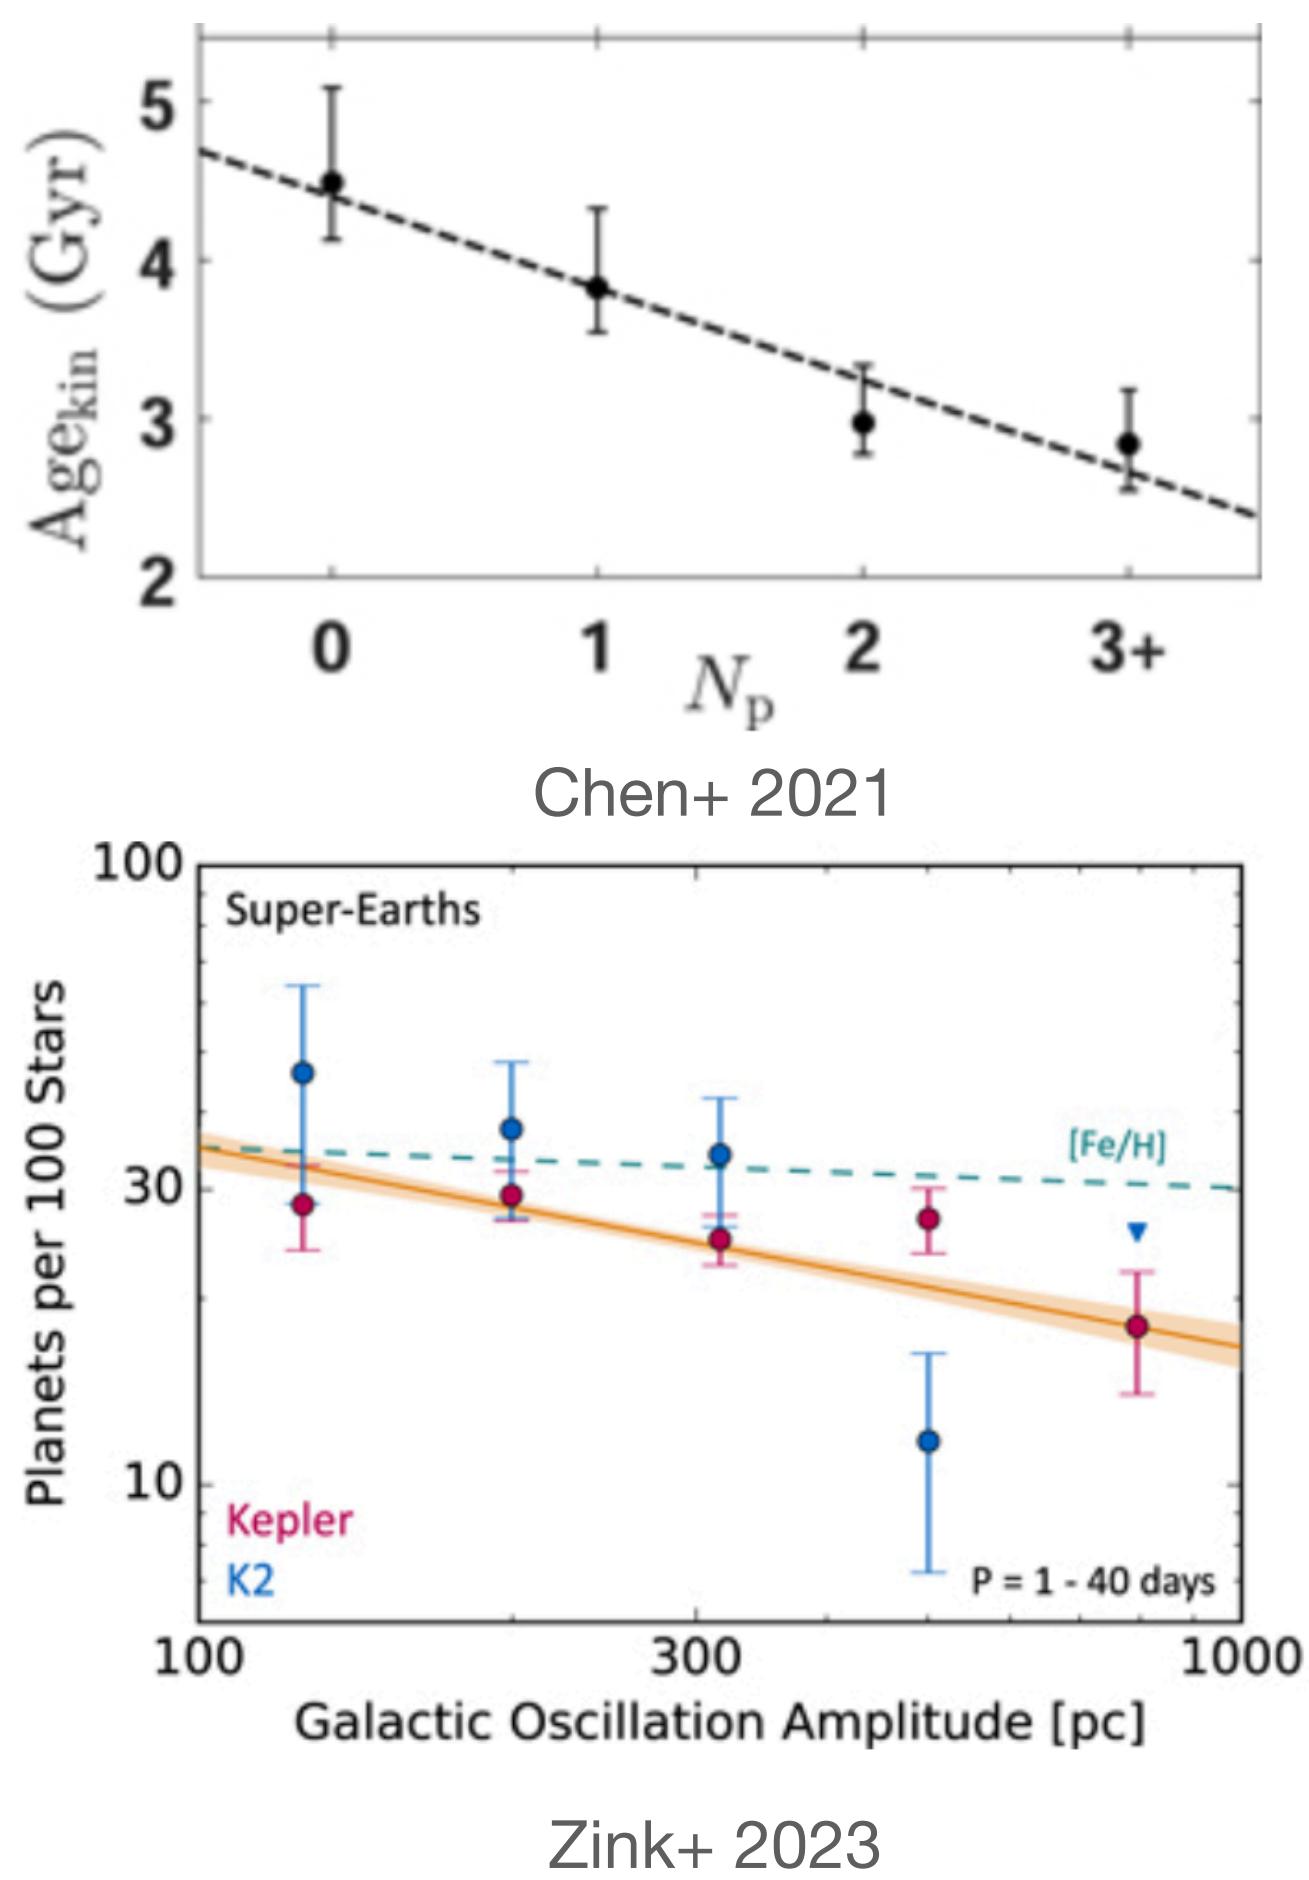 5
4
3
2
Age_kin (Gyr)
0 1 2 3+
N_p
Chen+ 2021
100
30
10
Planets per 100 Stars
Super-Earths
[Fe/H]
Kepler
K2
P = 1 - 40 days
100 300 1000
Galactic Oscillation Amplitude [pc]
Zink+ 2023